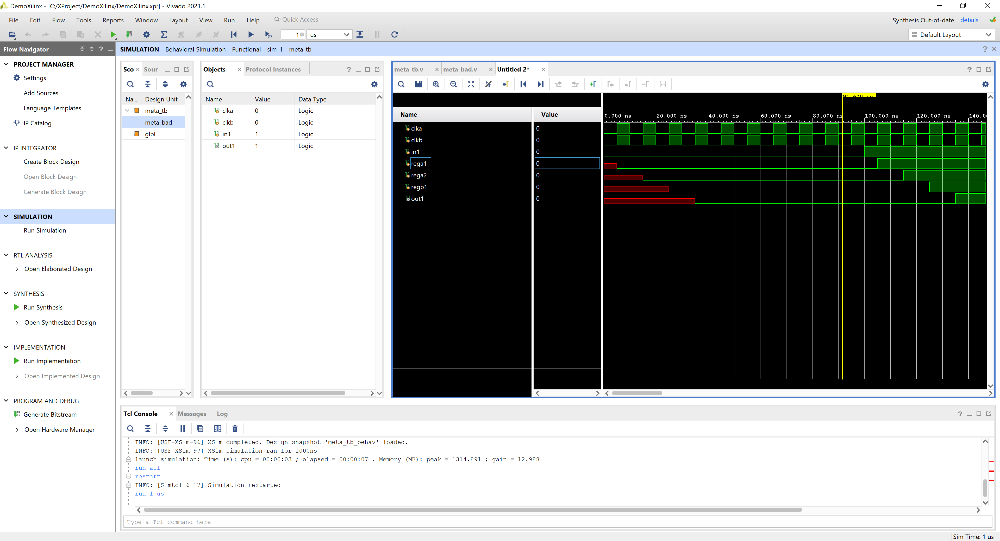 DemoXilinx - [C:/XProject/DemoXilinx/DemoXilinx.xpr] - Vivado 2021.1
File Edit Flow Tools Reports Window Layout View Run Help Quick Access
Synthesis Out-of-date details
1 us
Default Layout
Flow Navigator
SIMULATION - Behavioral Simulation - Functional - sim_1 - meta_tb
PROJECT MANAGER
Settings
Add Sources
Language Templates
IP Catalog
IP INTEGRATOR
Create Block Design
Open Block Design
Generate Block Design
SIMULATION
Run Simulation
RTL ANALYSIS
Open Elaborated Design
SYNTHESIS
Run Synthesis
Open Synthesized Design
IMPLEMENTATION
Run Implementation
Open Implemented Design
PROGRAM AND DEBUG
Generate Bitstream
Open Hardware Manager
Sco Sour
Na... Design Unit
meta_tb
meta_bad
glbl
Objects Protocol Instances
Name Value Data Type
clka 0 Logic
clkb 0 Logic
in1 1 Logic
out1 1 Logic
meta_tb.v meta_bad.v Untitled 2*
91.600 ns
Name Value
0.000 ns 20.000 ns 40.000 ns 60.000 ns 80.000 ns 100.000 ns 120.000 ns 140.0
clka 0
clkb 0
in1 0
rega1 0
rega2 0
regb1 0
out1 0
Tcl Console Messages Log
INFO: [USF-XSim-96] XSim completed. Design snapshot 'meta_tb_behav' loaded.
INFO: [USF-XSim-97] XSim simulation ran for 1000ns
launch_simulation: Time (s): cpu = 00:00:03 ; elapsed = 00:00:07 . Memory (MB): peak = 1314.891 ; gain = 12.988
run all
restart
INFO: [Simtcl 6-17] Simulation restarted
run 1 us
Type a Tcl command here
Sim Time: 1 us